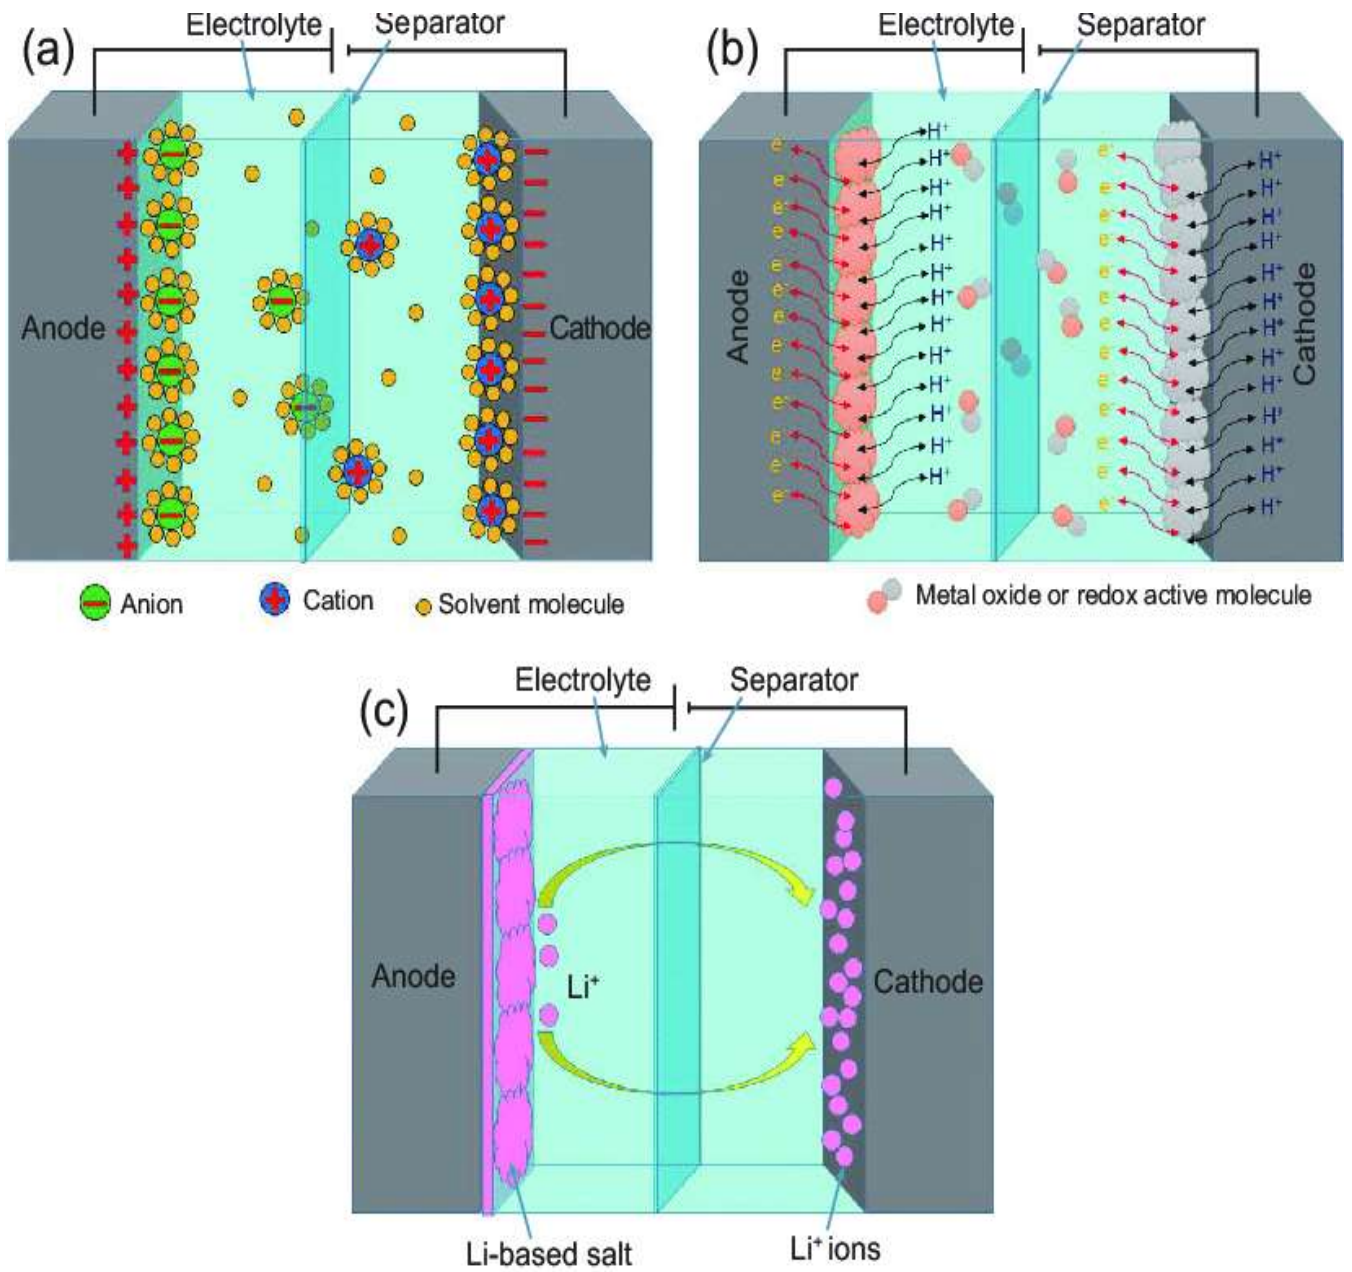 (a)
Electrolyte
Separator
Anode
Cathode
Anion
Cation
Solvent molecule
(b)
Electrolyte
Separator
e⁻
H⁺
Anode
e⁻
H⁺
Cathode
Metal oxide or redox active molecule
(c)
Electrolyte
Separator
Anode
Li⁺
Cathode
Li-based salt
Li⁺ ions